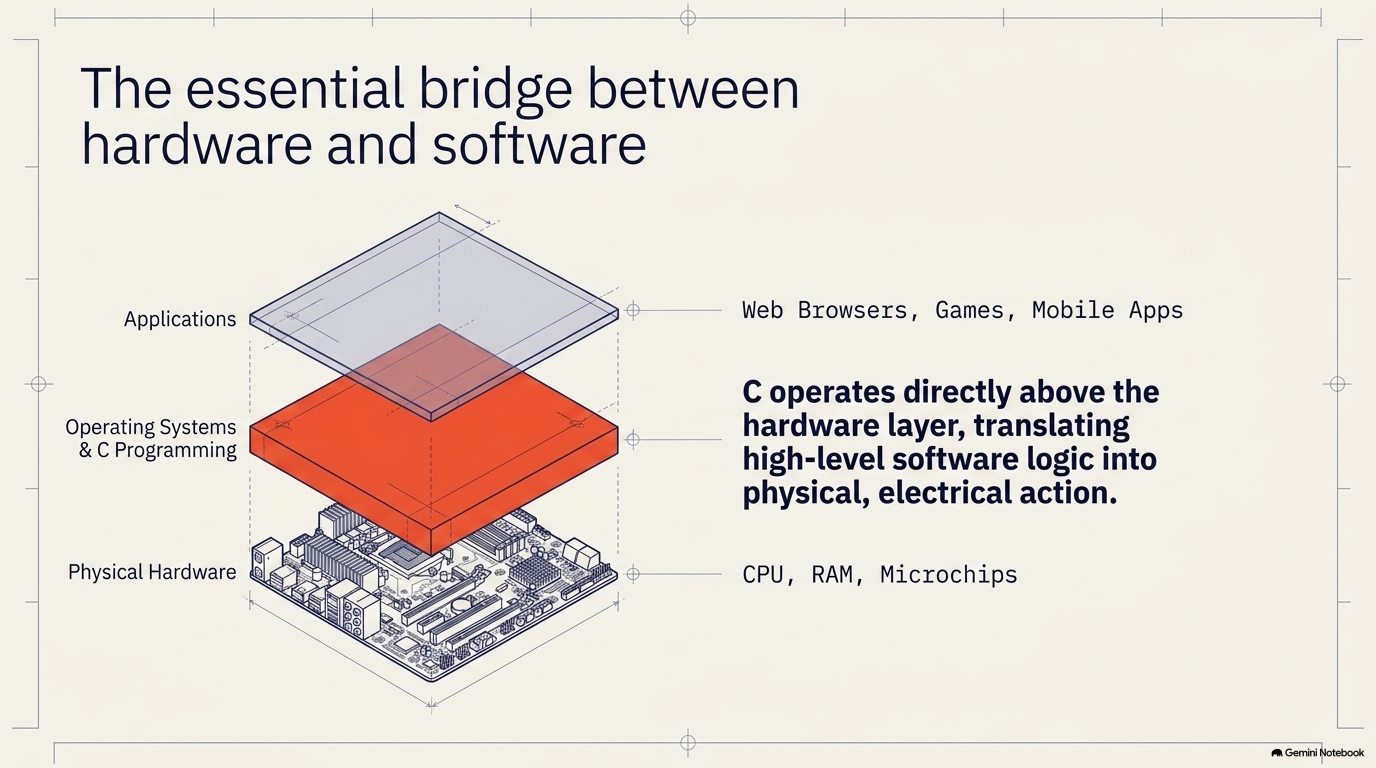 The essential bridge between
hardware and software
Applications
Web Browsers, Games, Mobile Apps
Operating Systems
& C Programming
C operates directly above the
hardware layer, translating
high-level software logic into
physical, electrical action.
Physical Hardware
CPU, RAM, Microchips
Gemini Notebook